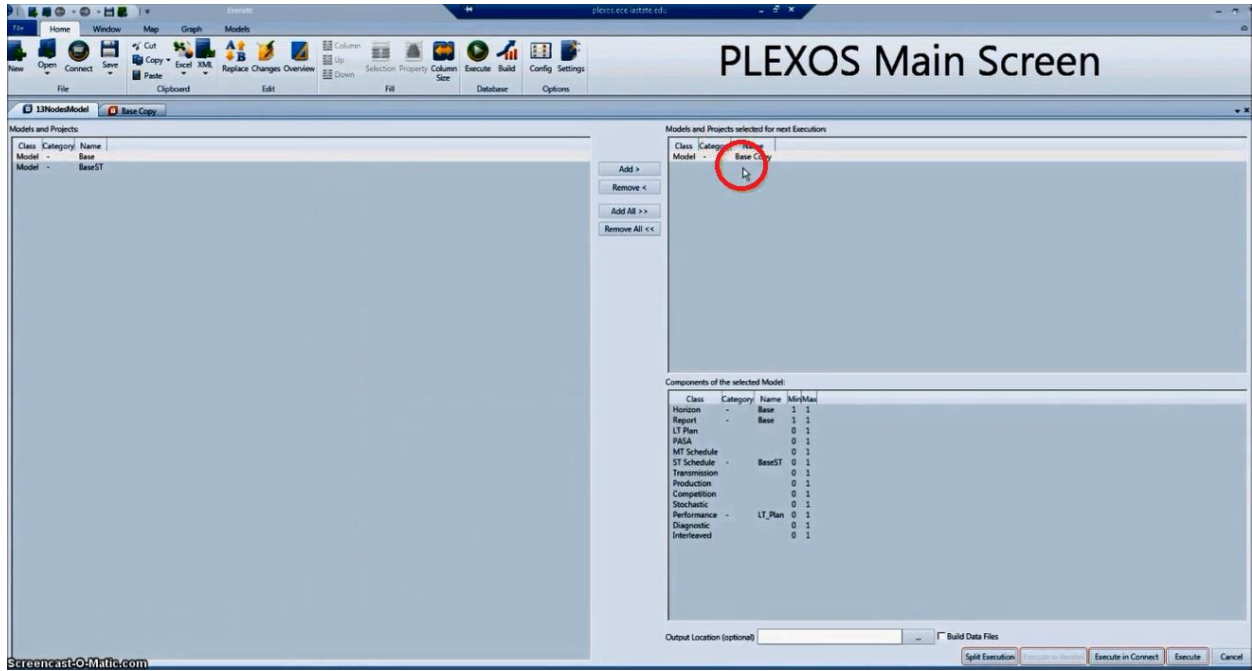 Execute
plexos.ece.iastate.edu
File Home Window Map Graph Models
PLEXOS Main Screen
New Open Connect Save
Cut
Copy
Paste
Excel XML
Replace Changes Overview
Column
Up
Down
Selection Property Column Size
Execute Build
Config Settings
File Clipboard Edit Fill Database Options
13NodesModel Base Copy
Models and Projects:
Class Category Name
Model - Base
Model - BaseST
Add >
Remove <
Add All >>
Remove All <<
Models and Projects selected for next Execution:
Class Category Name
Model - Base Copy
Components of the selected Model:
Class Category Name Min Max
Horizon - Base 1 1
Report - Base 1 1
LT Plan 0 1
PASA 0 1
MT Schedule 0 1
ST Schedule - BaseST 0 1
Transmission 0 1
Production 0 1
Competition 0 1
Stochastic 0 1
Performance - LT_Plan 0 1
Diagnostic 0 1
Interleaved 0 1
Output Location (optional) ... Build Data Files
Split Execution Execute in Connect Execute Cancel
Screencast-O-Matic.com